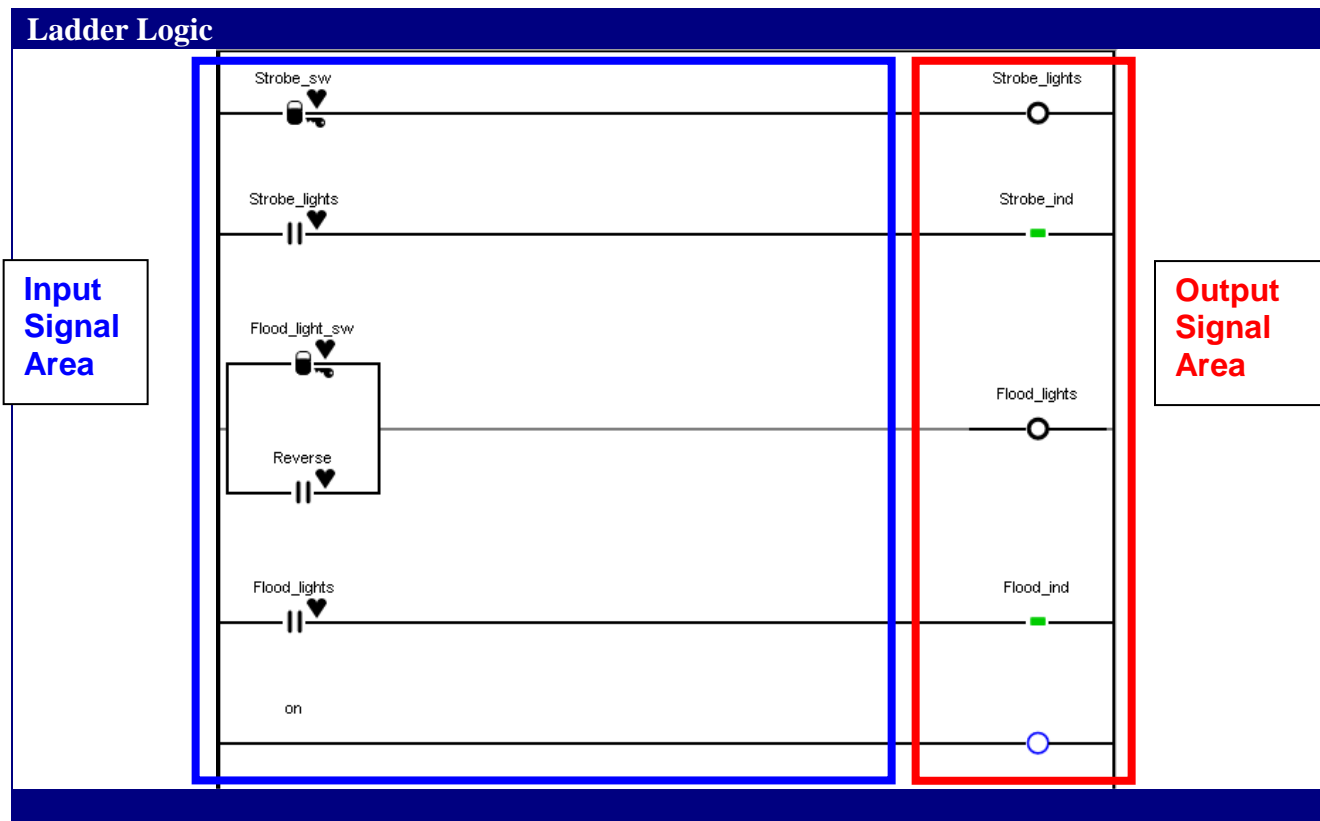 Ladder Logic
Strobe_sw
Strobe_lights
Strobe_lights
Strobe_ind
Input
Signal
Area
Output
Signal
Area
Flood_light_sw
Flood_lights
Reverse
Flood_lights
Flood_ind
on